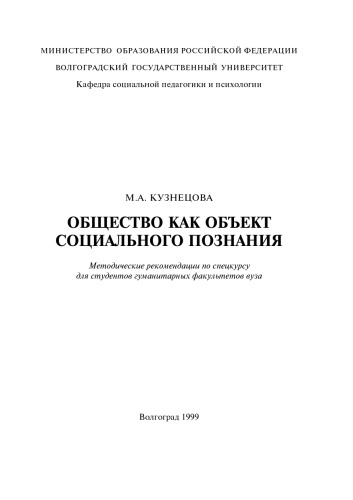 МИНИСТЕРСТВО ОБРАЗОВАНИЯ РОССИЙСКОЙ ФЕДЕРАЦИИ
ВОЛГОГРАДСКИЙ ГОСУДАРСТВЕННЫЙ УНИВЕРСИТЕТ
Кафедра социальной педагогики и психологии
М.А. КУЗНЕЦОВА
ОБЩЕСТВО КАК ОБЪЕКТ
СОЦИАЛЬНОГО ПОЗНАНИЯ
Методические рекомендации по спецкурсу
для студентов гуманитарных факультетов вуза
Волгоград 1999